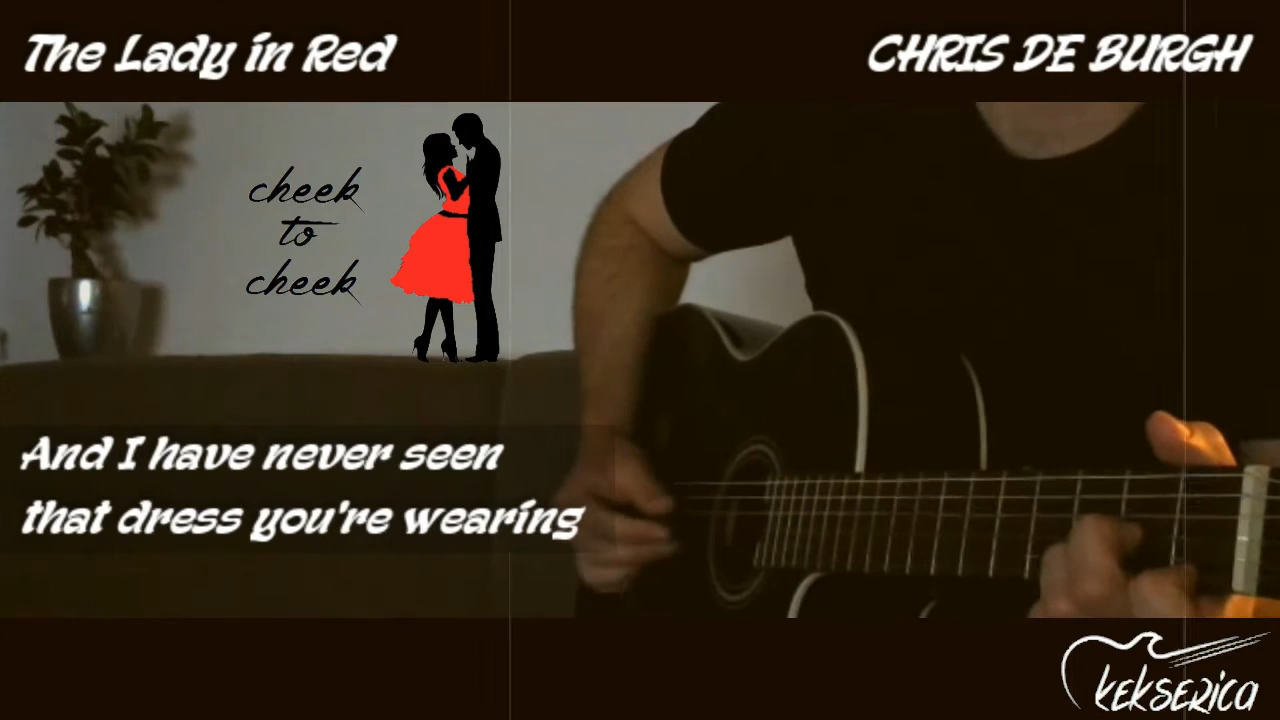 The Lady in Red
CHRIS DE BURGH
cheek
to
cheek
And I have never seen
that dress you're wearing
KEKSERICA